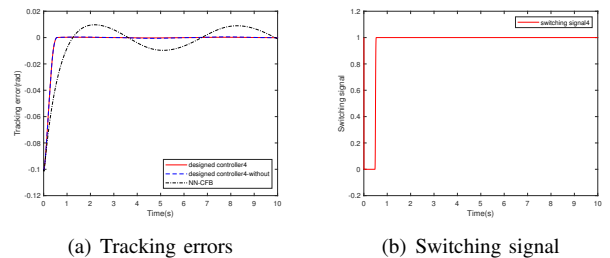 0.02
0
-0.02
-0.04
-0.06
-0.08
-0.1
-0.12
Tracking error(rad)
0 1 2 3 4 5 6 7 8 9 10
Time(s)
designed controller4
designed controller4-without
NN-CFB
(a) Tracking errors
1.2
1
0.8
0.6
0.4
0.2
0
-0.2
Switching signal
0 1 2 3 4 5 6 7 8 9 10
Time(s)
switching signal4
(b) Switching signal